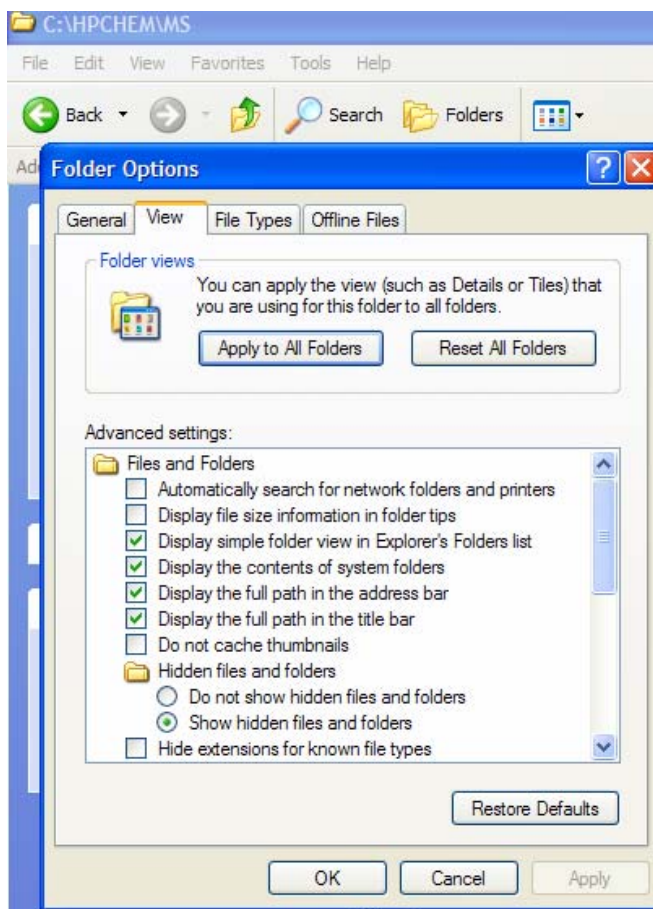 C:\HPCHEM\MS
File Edit View Favorites Tools Help
Back Search Folders
Ad
Folder Options
General View File Types Offline Files
Folder views
You can apply the view (such as Details or Tiles) that
you are using for this folder to all folders.
Apply to All Folders Reset All Folders
Advanced settings:
Files and Folders
Automatically search for network folders and printers
Display file size information in folder tips
Display simple folder view in Explorer's Folders list
Display the contents of system folders
Display the full path in the address bar
Display the full path in the title bar
Do not cache thumbnails
Hidden files and folders
Do not show hidden files and folders
Show hidden files and folders
Hide extensions for known file types
Restore Defaults
OK Cancel Apply